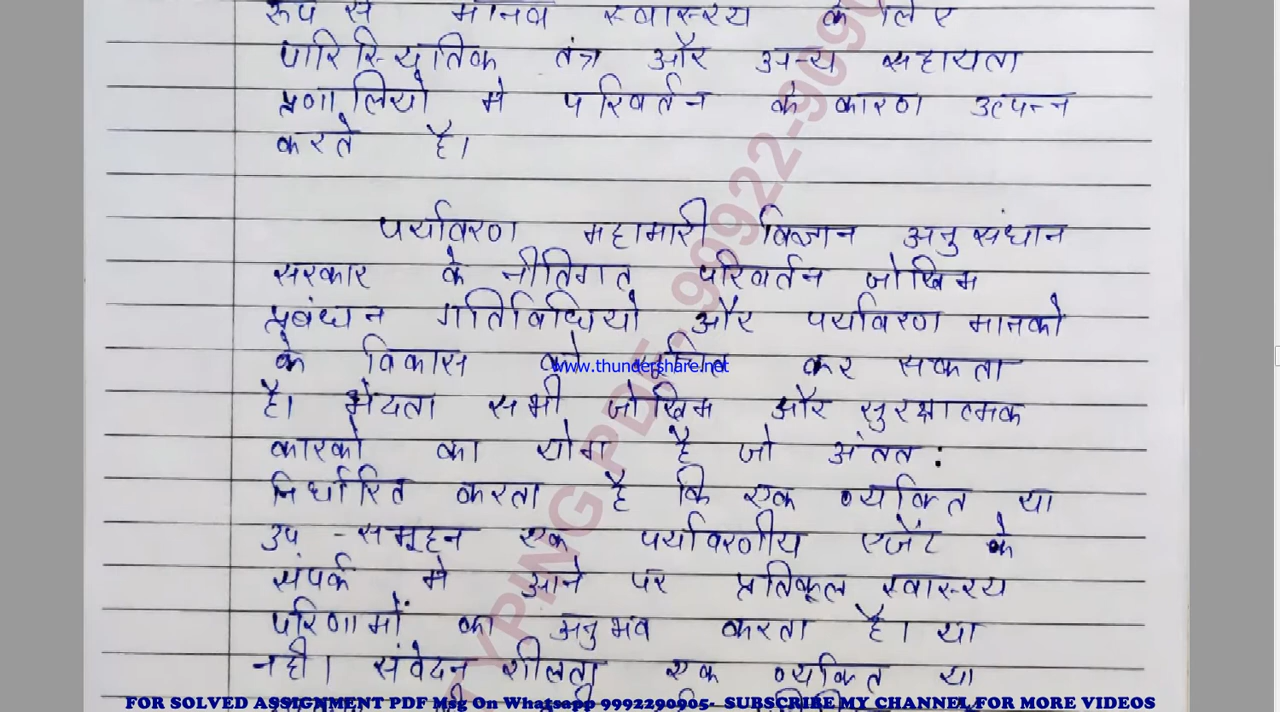 रूप से मानव स्वास्थ्य के लिए
पारिस्थितिक तंत्र और अन्य सहायता
प्रणालियो मे परिवर्तन के कारण उत्पन्न
करते है।
पर्यावरण महामारी विज्ञान अनुसंधान
सरकार के नीतिगत परिवर्तन जोखिम
प्रबंधन गतिविधियो और पर्यावरण मानको
के विकास को कर सकता
www.thundershare.net
है। भेद्यता सभी जोखिम और सुरक्षात्मक
कारको का योग है जो अंतत:
निर्धारित करता है कि एक व्यक्ति या
उप-समूहन एक पर्यावरणीय एजेंट के
संपर्क मे आने पर प्रतिकूल स्वास्थ्य
परिणामों का अनुभव करता है। या
नही। संवेदनशीलता एक व्यक्ति या
TYPING PDF-99922-9090
FOR SOLVED ASSIGNMENT PDF Msg On Whatsapp 9992290905- SUBSCRIBE MY CHANNEL FOR MORE VIDEOS